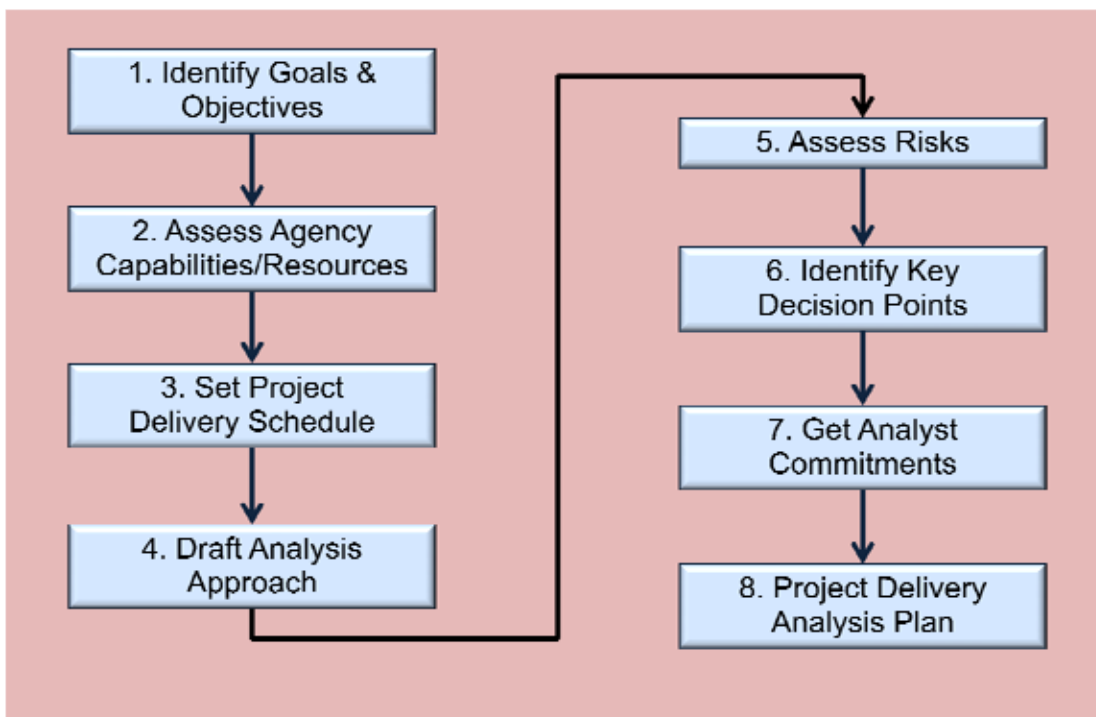 1. Identify Goals &
Objectives
2. Assess Agency
Capabilities/Resources
3. Set Project
Delivery Schedule
4. Draft Analysis
Approach
5. Assess Risks
6. Identify Key
Decision Points
7. Get Analyst
Commitments
8. Project Delivery
Analysis Plan